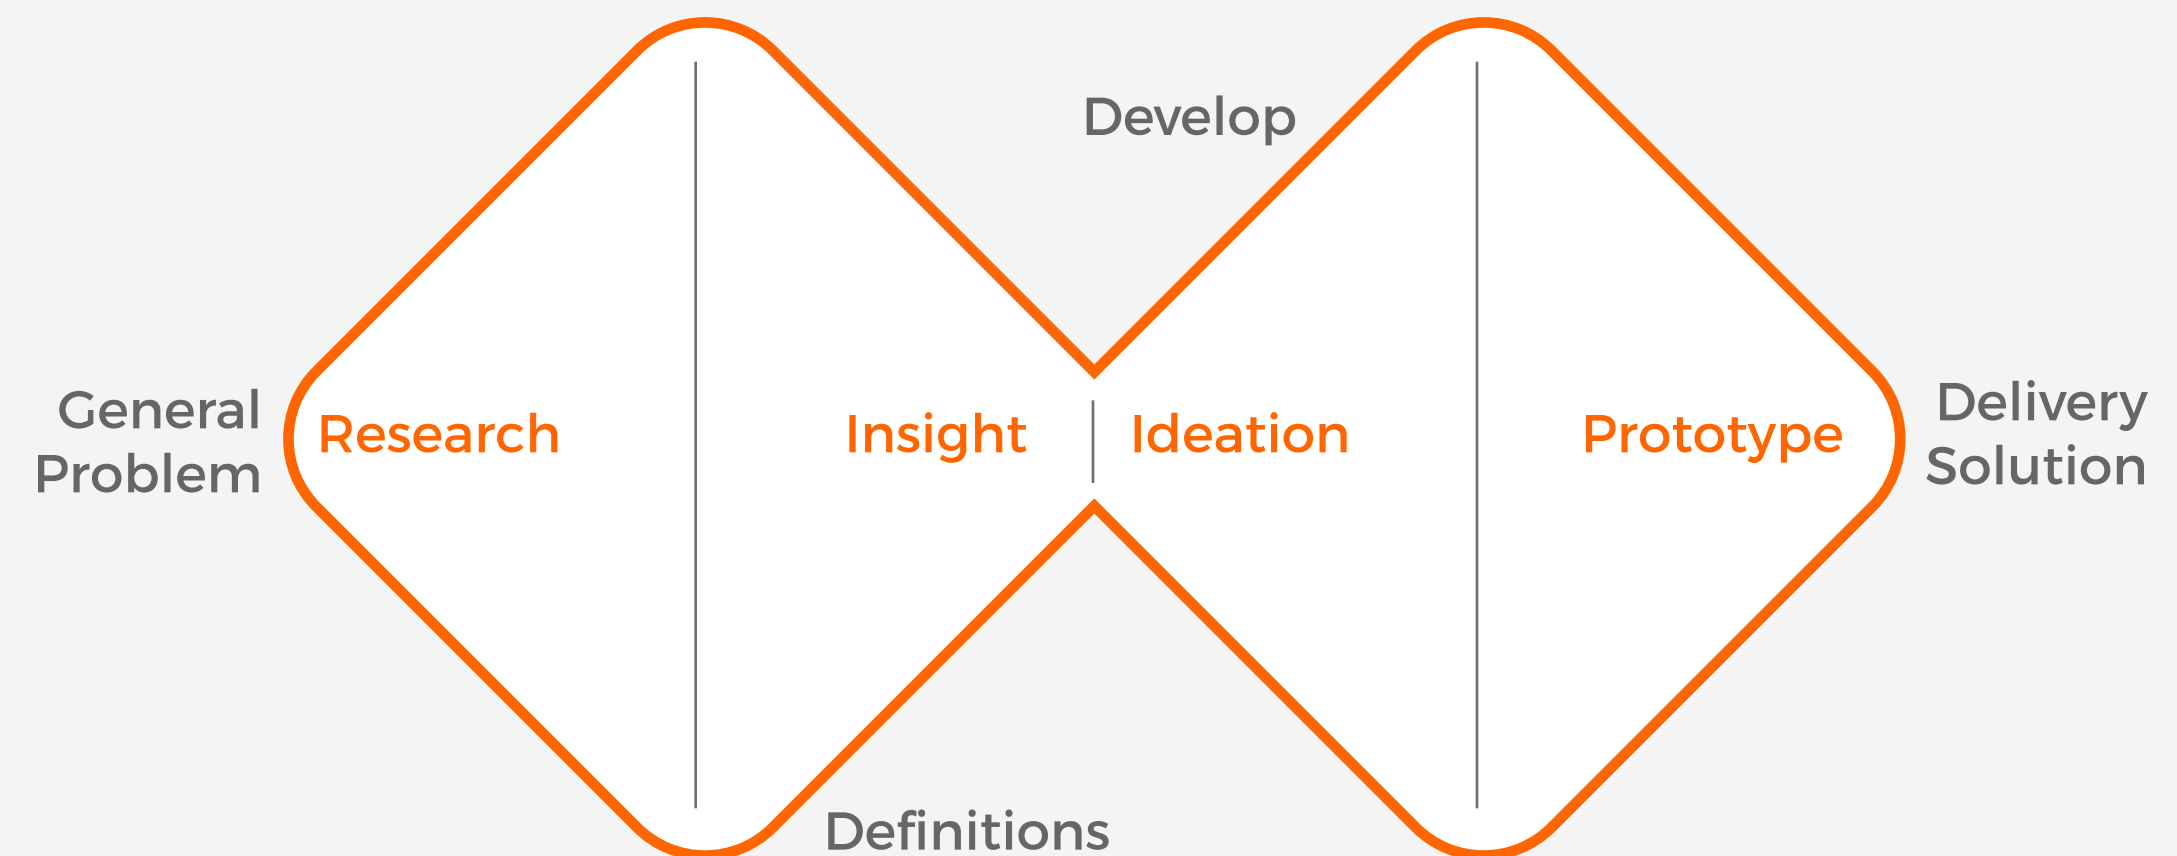 Develop
General
Problem
Research
Insight
Ideation
Prototype
Delivery
Solution
Definitions